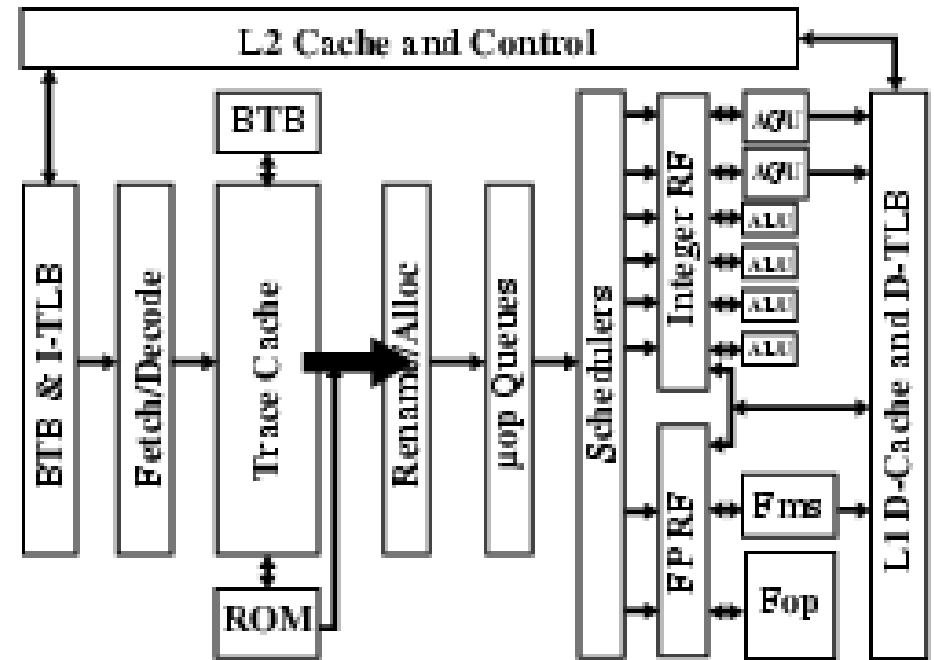 L2 Cache and Control
BTB
BTB & I-TLB
Fetch/Decode
Trace Cache
ROM
Rename/Alloc
µop Queues
Schedulers
Integer RF
FP RF
AGU
AGU
ALU
ALU
ALU
ALU
Fms
Fop
L1 D-Cache and D-TLB